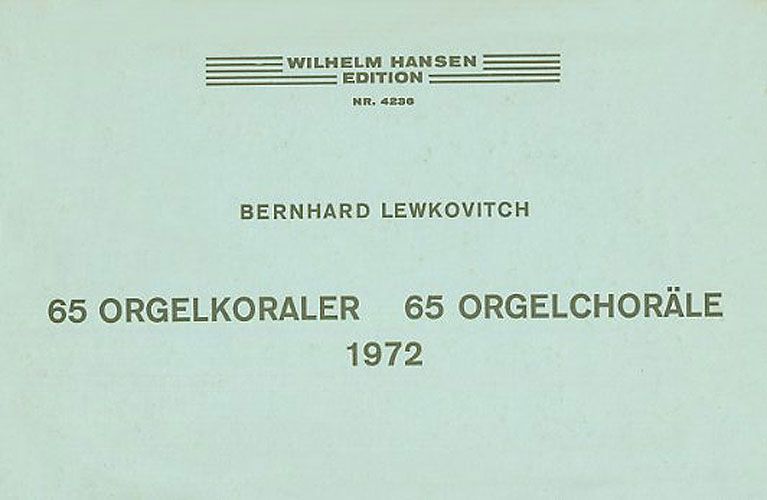 WILHELM HANSEN
EDITION
NR. 4236
BERNHARD LEWKOVITCH
65 ORGELKORALER 65 ORGELCHORÄLE
1972